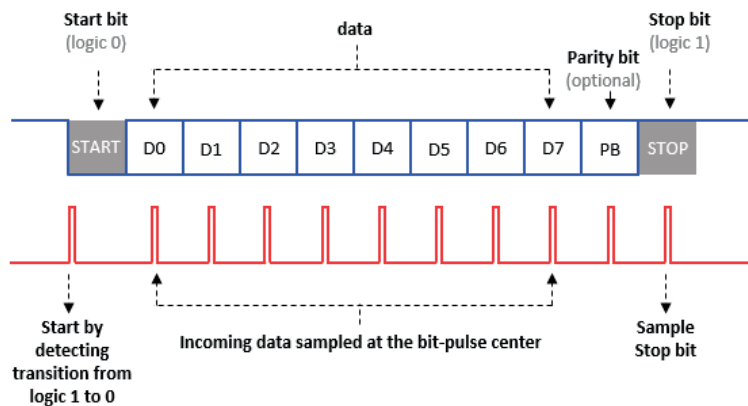 Start bit
(logic 0)
data
Parity bit
(optional)
Stop bit
(logic 1)
START D0 D1 D2 D3 D4 D5 D6 D7 PB STOP
Start by
detecting
transition from
logic 1 to 0
Incoming data sampled at the bit-pulse center
Sample
Stop bit